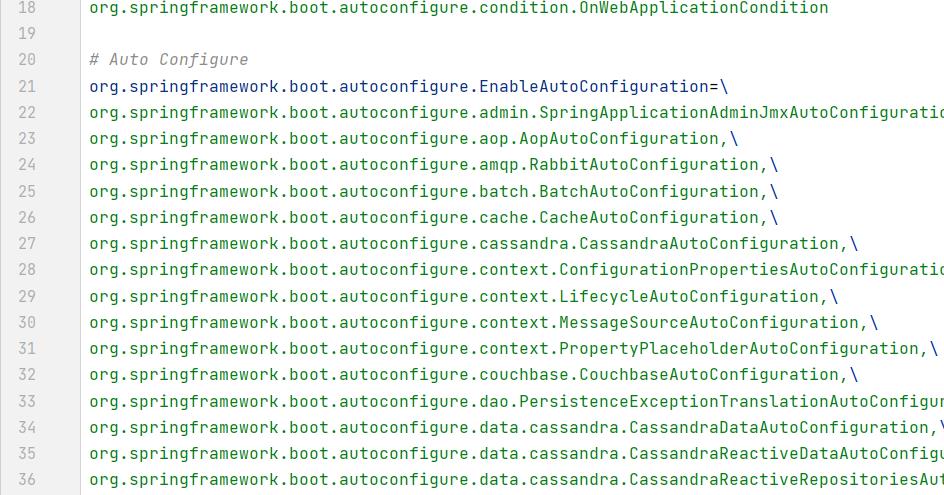 18 org.springframework.boot.autoconfigure.condition.OnWebApplicationCondition
19
20 # Auto Configure
21 org.springframework.boot.autoconfigure.EnableAutoConfiguration=\
22 org.springframework.boot.autoconfigure.admin.SpringApplicationAdminJmxAutoConfiguratio
23 org.springframework.boot.autoconfigure.aop.AopAutoConfiguration,\
24 org.springframework.boot.autoconfigure.amqp.RabbitAutoConfiguration,\
25 org.springframework.boot.autoconfigure.batch.BatchAutoConfiguration,\
26 org.springframework.boot.autoconfigure.cache.CacheAutoConfiguration,\
27 org.springframework.boot.autoconfigure.cassandra.CassandraAutoConfiguration,\
28 org.springframework.boot.autoconfigure.context.ConfigurationPropertiesAutoConfiguratio
29 org.springframework.boot.autoconfigure.context.LifecycleAutoConfiguration,\
30 org.springframework.boot.autoconfigure.context.MessageSourceAutoConfiguration,\
31 org.springframework.boot.autoconfigure.context.PropertyPlaceholderAutoConfiguration,\
32 org.springframework.boot.autoconfigure.couchbase.CouchbaseAutoConfiguration,\
33 org.springframework.boot.autoconfigure.dao.PersistenceExceptionTranslationAutoConfigur
34 org.springframework.boot.autoconfigure.data.cassandra.CassandraDataAutoConfiguration,\
35 org.springframework.boot.autoconfigure.data.cassandra.CassandraReactiveDataAutoConfigu
36 org.springframework.boot.autoconfigure.data.cassandra.CassandraReactiveRepositoriesAut